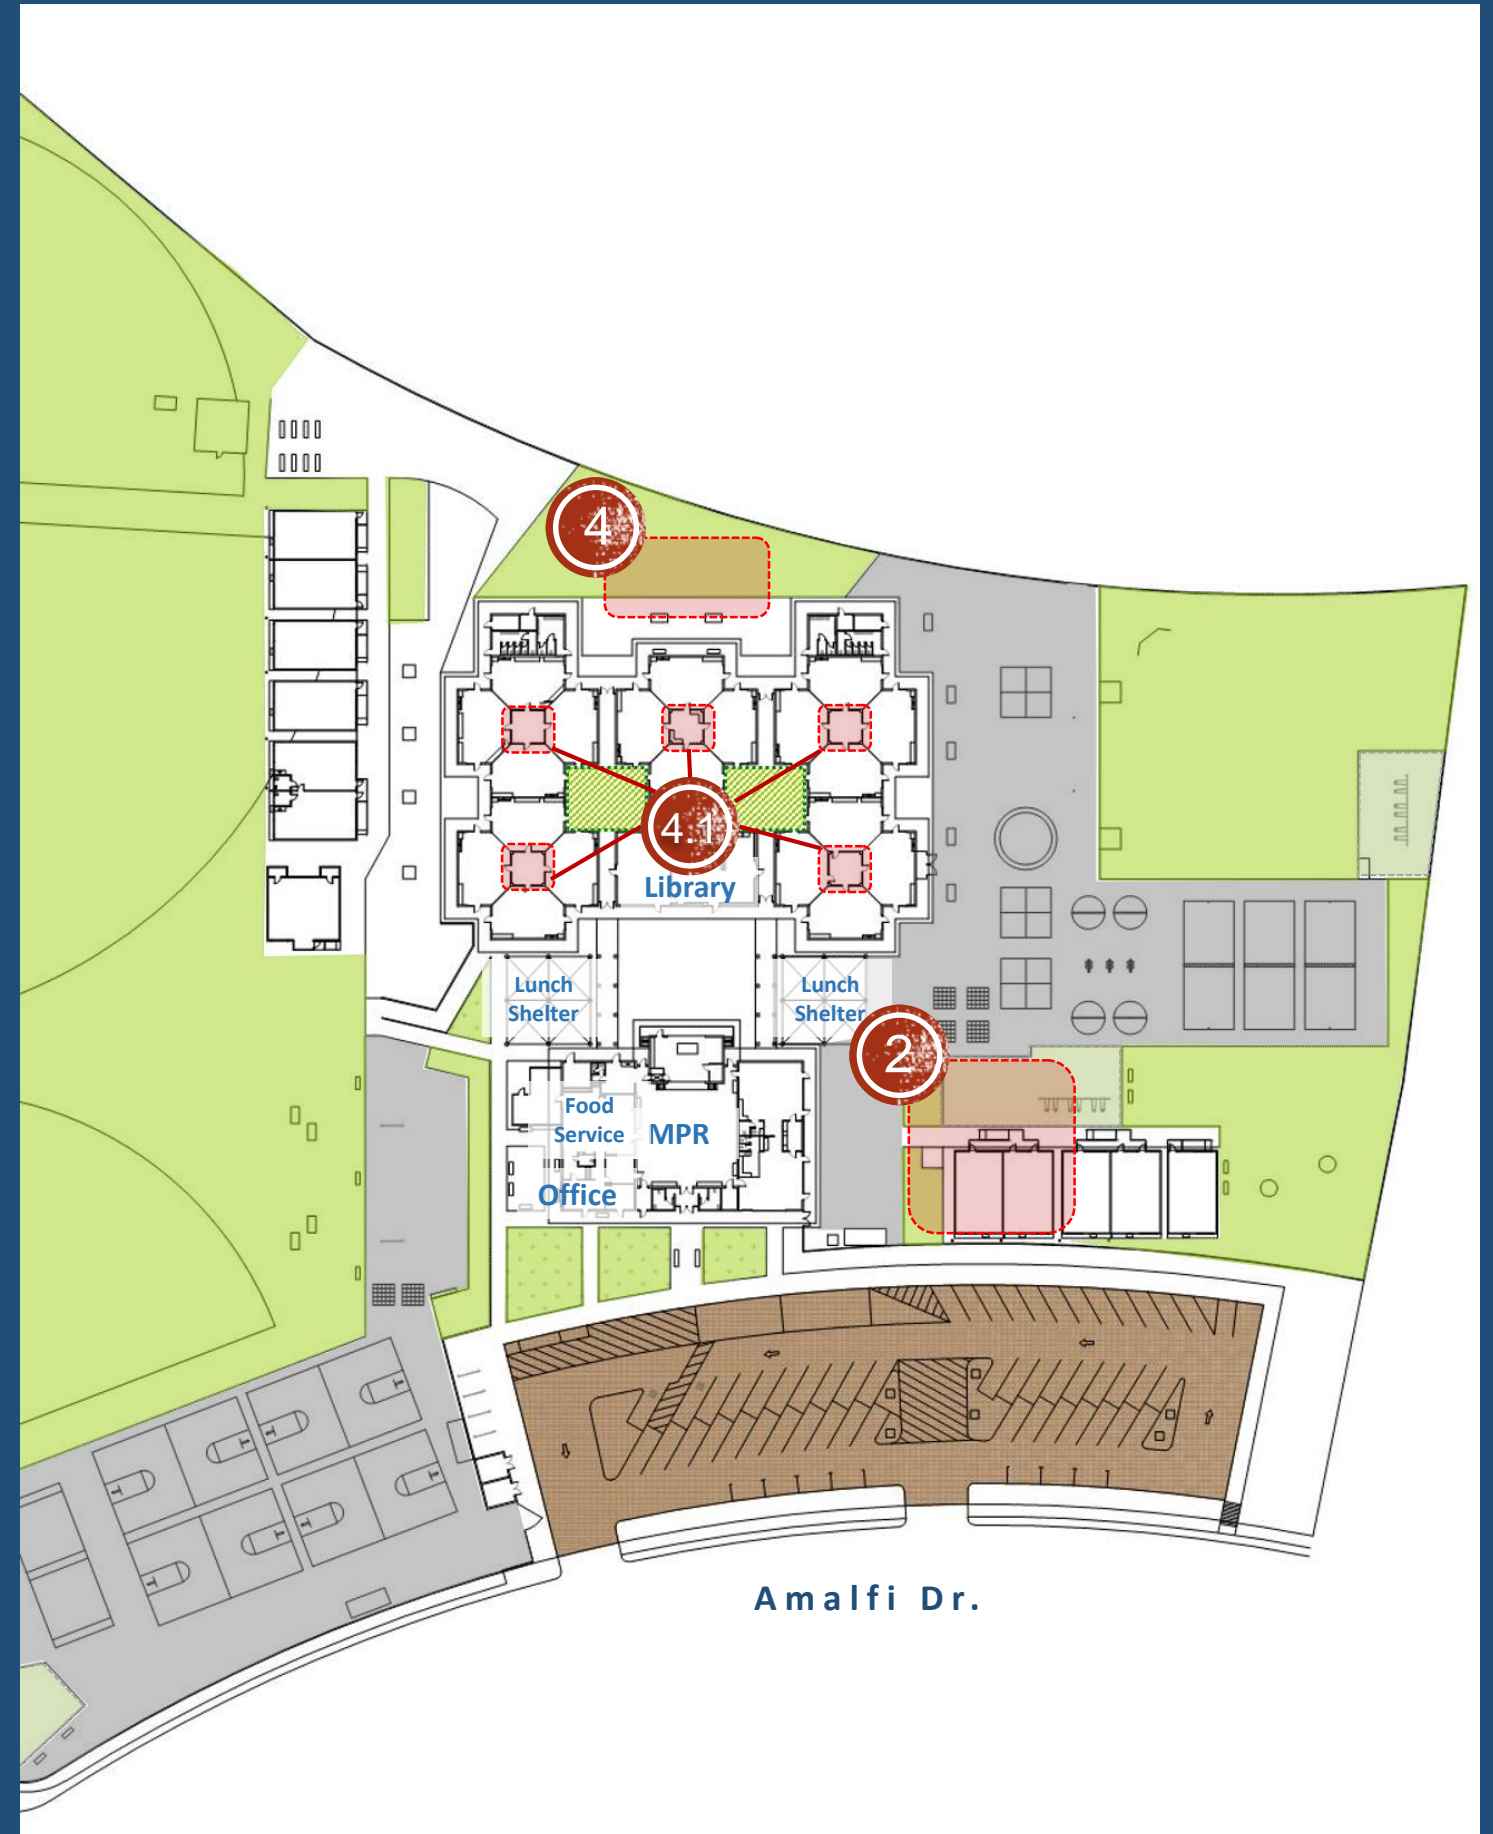 4
4.1
Library
Lunch
Shelter
Lunch
Shelter
2
Food
Service
MPR
Office
Amalfi Dr.